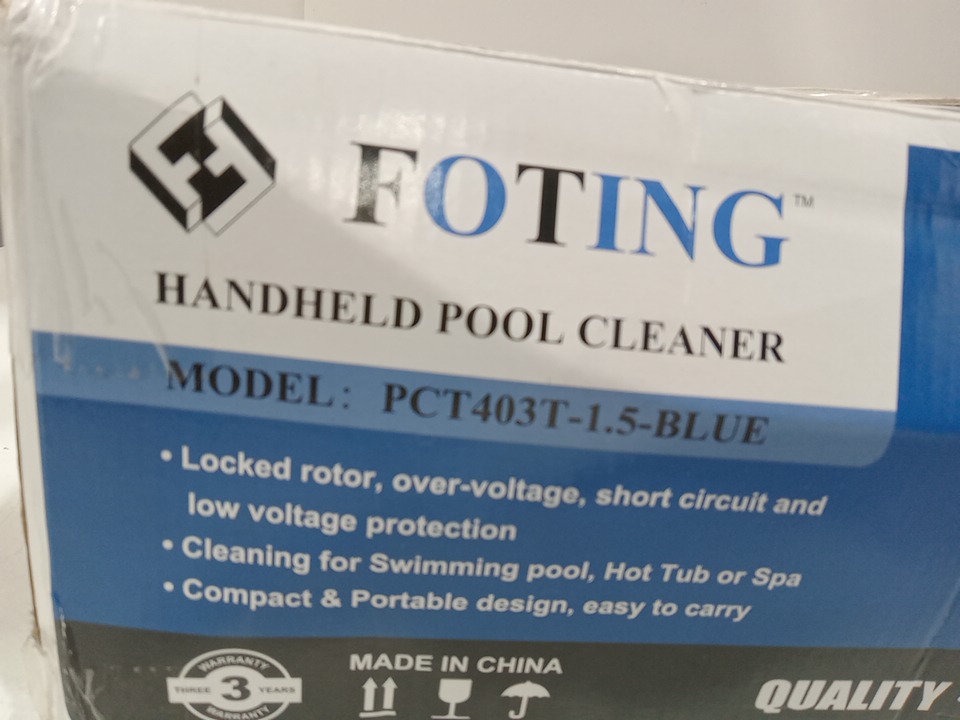 FOTING™
HANDHELD POOL CLEANER
MODEL: PCT403T-1.5-BLUE
• Locked rotor, over-voltage, short circuit and
low voltage protection
• Cleaning for Swimming pool, Hot Tub or Spa
• Compact & Portable design, easy to carry
WARRANTY
THREE 3 YEARS
WARRANTY
MADE IN CHINA
QUALITY